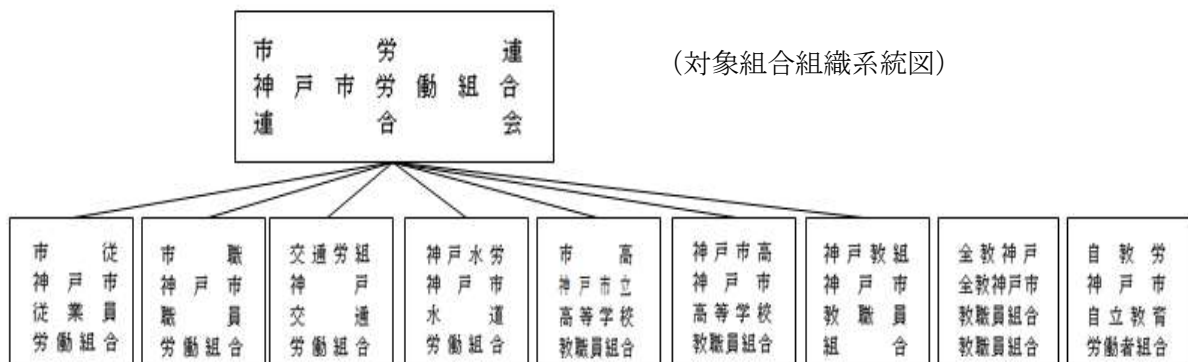 市労連
神戸市労働組合
連合会
(対象組合組織系統図)
市従
神戸市
従業員
労働組合
市職
神戸市
職員
労働組合
交通労組
神戸
交通
労働組合
神戸水労
神戸市
水道
労働組合
市高
神戸市立
高等学校
教職員組合
神戸市高
神戸市
高等学校
教職員組合
神戸教組
神戸市
教職員
組合
全教神戸
全教神戸市
教職員組合
教職員組合
自教労
神戸市
自立教育
労働者組合